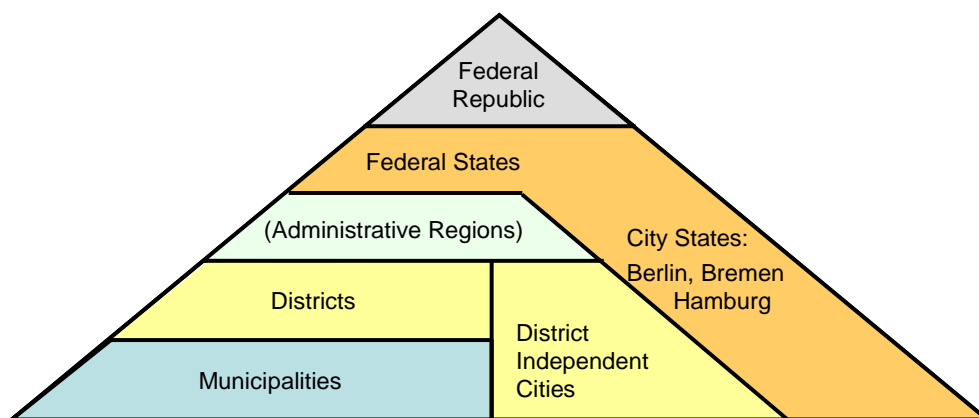 Federal
Republic
Federal States
(Administrative Regions)
City States:
Berlin, Bremen
Hamburg
Districts
District
Independent
Cities
Municipalities